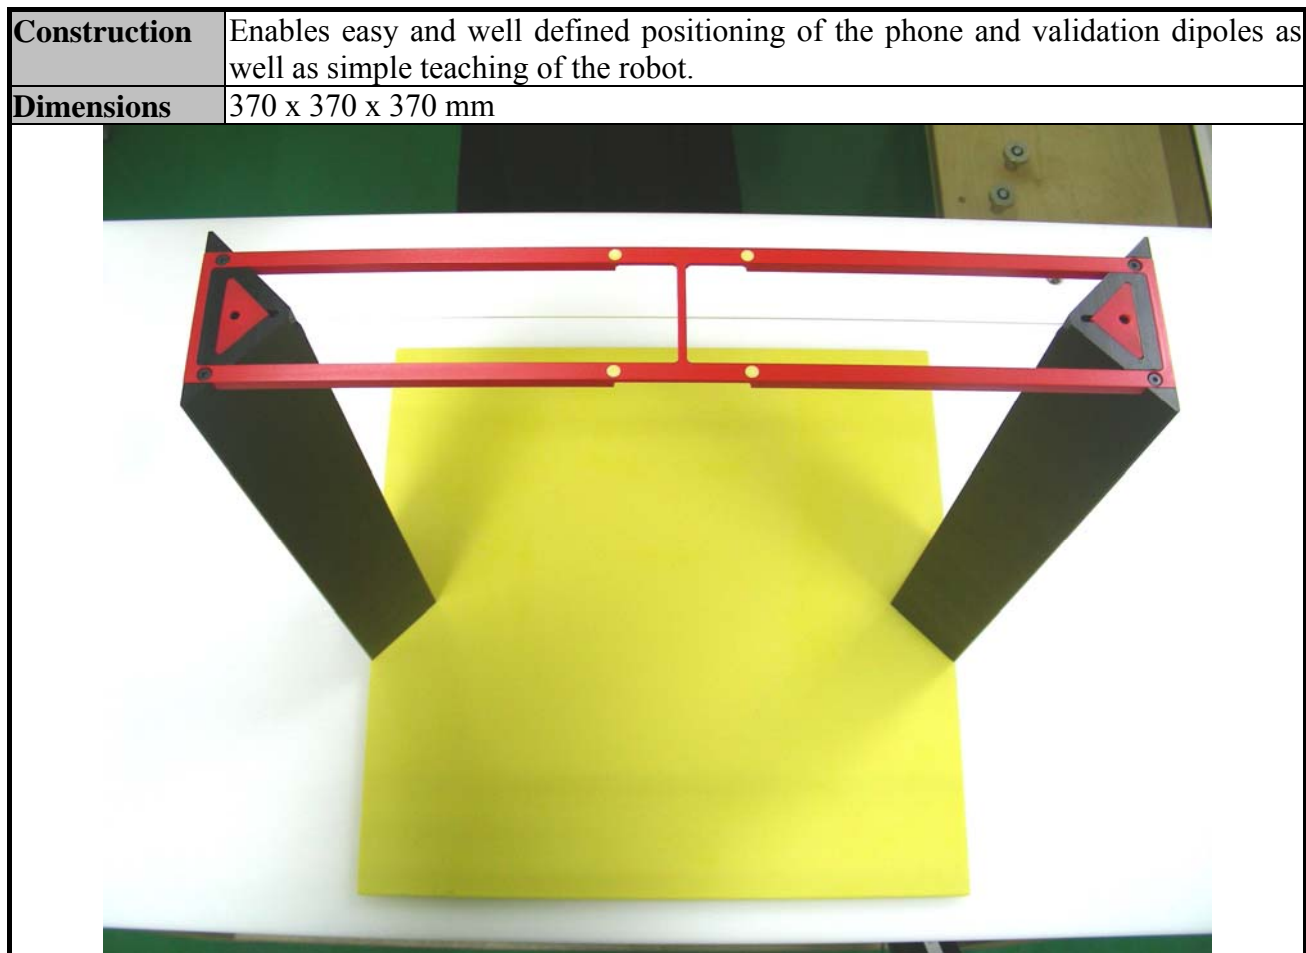 Construction
Enables easy and well defined positioning of the phone and validation dipoles as
well as simple teaching of the robot.
Dimensions
370 x 370 x 370 mm